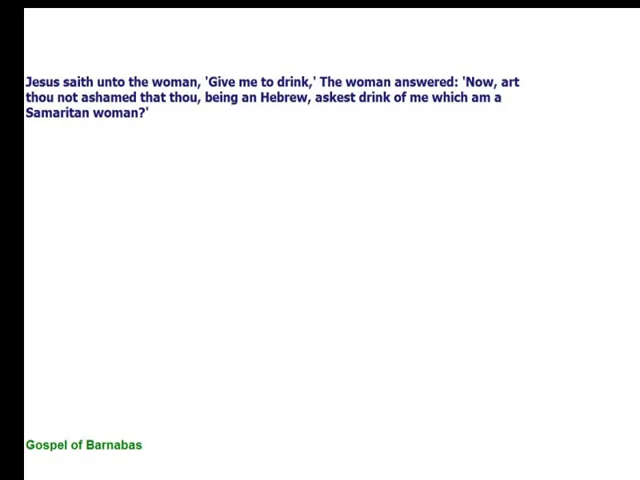 Jesus saith unto the woman, 'Give me to drink,' The woman answered: 'Now, art
thou not ashamed that thou, being an Hebrew, askest drink of me which am a
Samaritan woman?'
Gospel of Barnabas